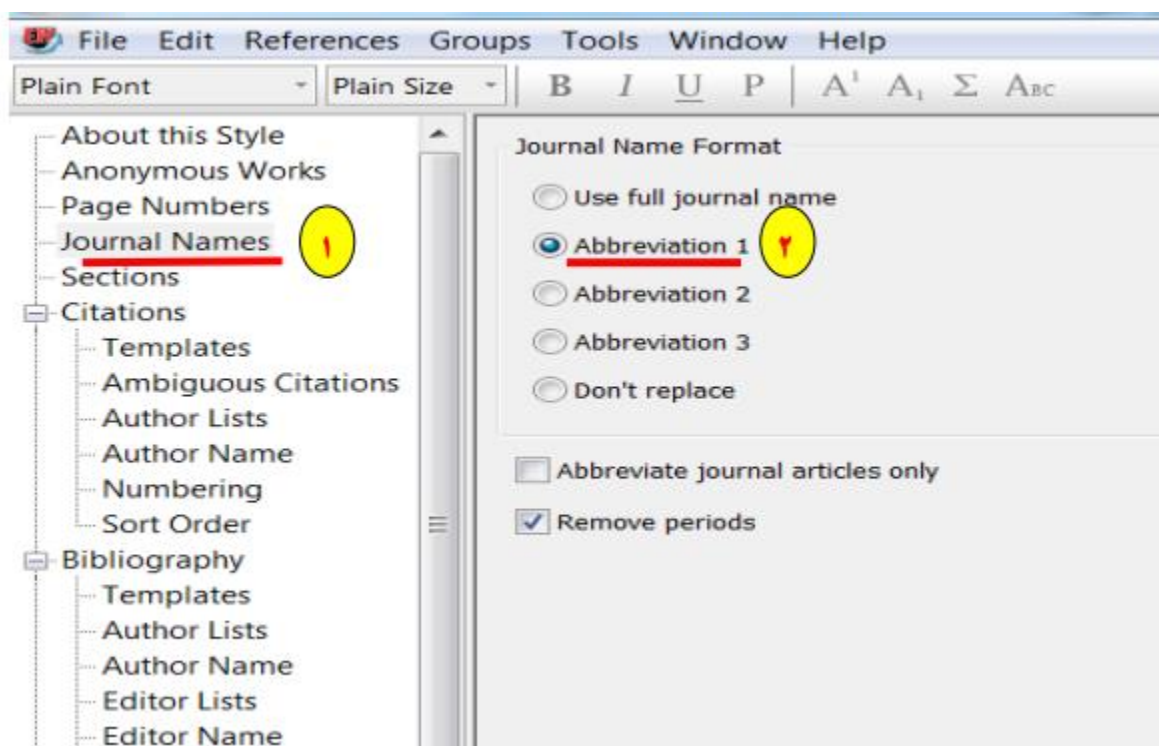 File Edit References Groups Tools Window Help
Plain Font Plain Size B I U P A¹ A₁ Σ ABC
About this Style
Anonymous Works
Page Numbers
Journal Names ۱
Sections
Citations
Templates
Ambiguous Citations
Author Lists
Author Name
Numbering
Sort Order
Bibliography
Templates
Author Lists
Author Name
Editor Lists
Editor Name
Journal Name Format
Use full journal name
Abbreviation 1 ۲
Abbreviation 2
Abbreviation 3
Don't replace
Abbreviate journal articles only
Remove periods